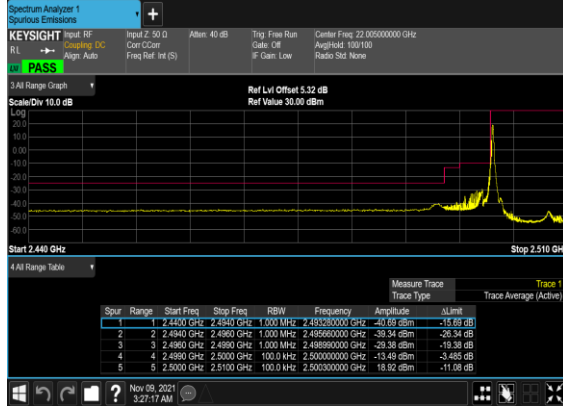 Spectrum Analyzer 1
Spurious Emissions
+
KEYSIGHT Input: RF Input Z: 50 Ω Atten: 40 dB Trig: Free Run Center Freq: 22.005000000 GHz
RL Coupling: DC Corr CCorr Gate: Off Avg|Hold: 100/100
Align: Auto Freq Ref: Int (S) IF Gain: Low Radio Std: None
PASS
3 All Range Graph
Ref Lvl Offset 5.32 dB
Scale/Div 10.0 dB Ref Value 30.00 dBm
Log
20.0
10.0
0.00
-10.0
-20.0
-30.0
-40.0
-50.0
-60.0
Start 2.440 GHz Stop 2.510 GH
4 All Range Table
Measure Trace Trace 1
Trace Type Trace Average (Active)
Spur Range Start Freq Stop Freq RBW Frequency Amplitude ΔLimit
1 1 2.4400 GHz 2.4940 GHz 1.000 MHz 2.493280000 GHz -40.69 dBm -15.69 dB
2 2 2.4940 GHz 2.4960 GHz 1.000 MHz 2.495660000 GHz -39.34 dBm -26.34 dB
3 3 2.4960 GHz 2.4990 GHz 1.000 MHz 2.498990000 GHz -29.38 dBm -19.38 dB
4 4 2.4990 GHz 2.5000 GHz 100.0 kHz 2.500000000 GHz -13.49 dBm -3.485 dB
5 5 2.5000 GHz 2.5100 GHz 100.0 kHz 2.500300000 GHz 18.92 dBm -11.08 dB
? Nov 09, 2021
3:27:17 AM